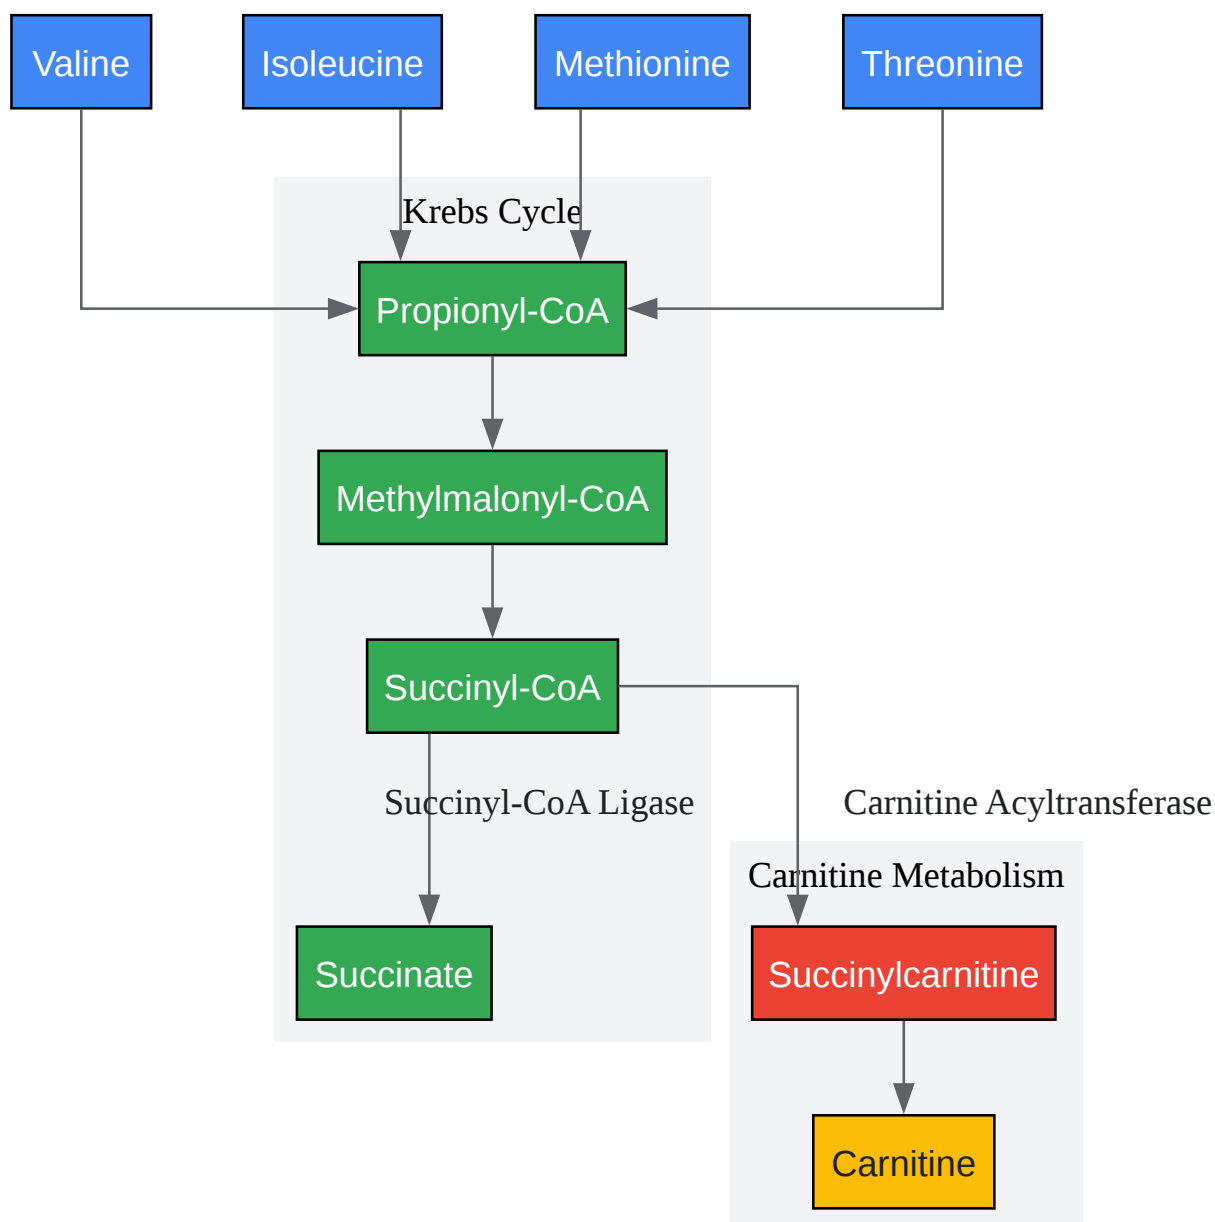 Valine
Isoleucine
Methionine
Threonine
Krebs Cycle
Propionyl-CoA
Methylmalonyl-CoA
Succinyl-CoA
Succinyl-CoA Ligase
Carnitine Acyltransferase
Carnitine Metabolism
Succinate
Succinylcarnitine
Carnitine